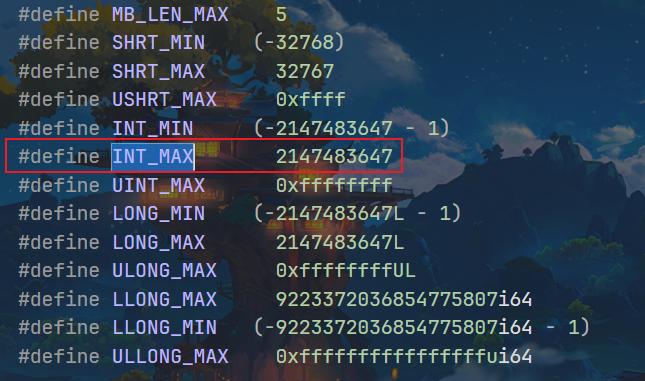 #define MB_LEN_MAX    5
#define SHRT_MIN    (-32768)
#define SHRT_MAX      32767
#define USHRT_MAX     0xffff
#define INT_MIN     (-2147483647 - 1)
#define INT_MAX       2147483647
#define UINT_MAX      0xffffffff
#define LONG_MIN    (-2147483647L - 1)
#define LONG_MAX      2147483647L
#define ULONG_MAX     0xffffffffUL
#define LLONG_MAX     9223372036854775807i64
#define LLONG_MIN   (-9223372036854775807i64 - 1)
#define ULLONG_MAX    0xffffffffffffffffui64